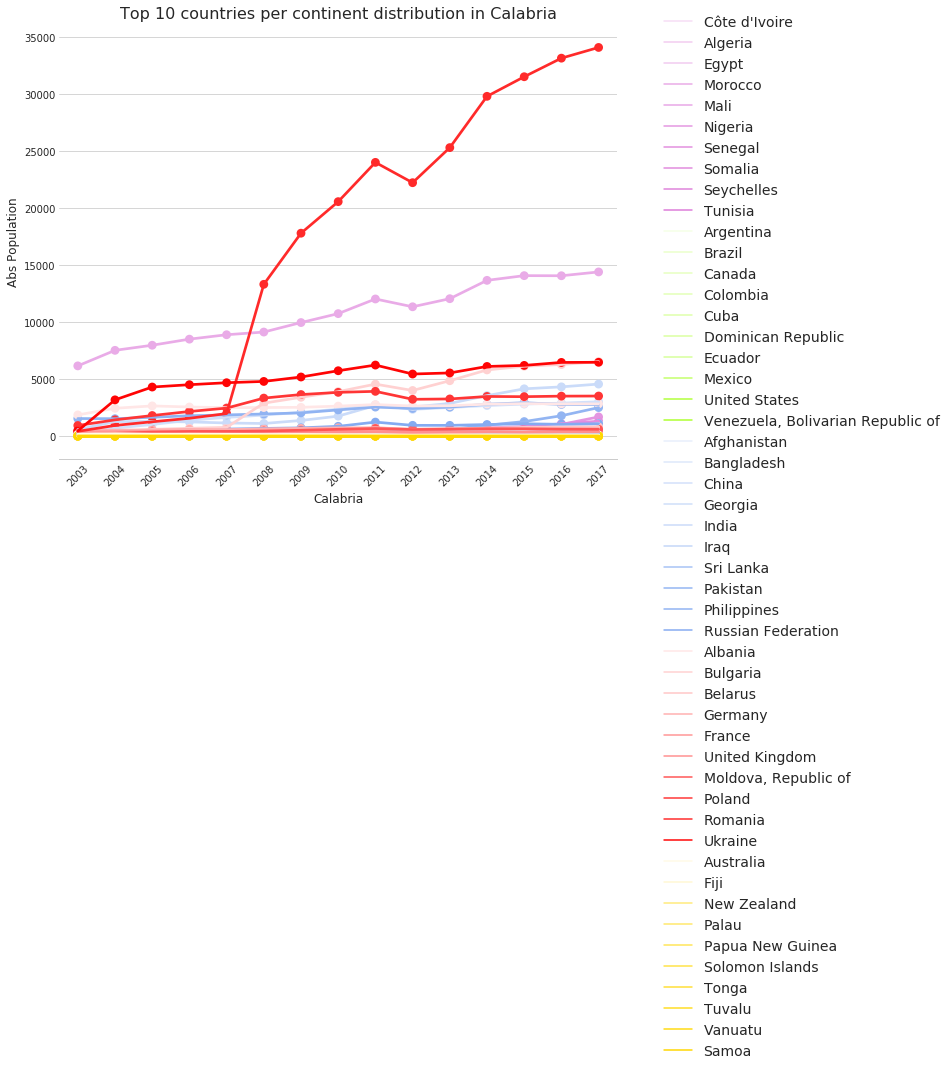 Top 10 countries per continent distribution in Calabria
Abs Population
35000
30000
25000
20000
15000
10000
5000
0
2003
2004
2005
2006
2007
2008
2009
2010
2011
2012
2013
2014
2015
2016
2017
Calabria
Côte d'Ivoire
Algeria
Egypt
Morocco
Mali
Nigeria
Senegal
Somalia
Seychelles
Tunisia
Argentina
Brazil
Canada
Colombia
Cuba
Dominican Republic
Ecuador
Mexico
United States
Venezuela, Bolivarian Republic of
Afghanistan
Bangladesh
China
Georgia
India
Iraq
Sri Lanka
Pakistan
Philippines
Russian Federation
Albania
Bulgaria
Belarus
Germany
France
United Kingdom
Moldova, Republic of
Poland
Romania
Ukraine
Australia
Fiji
New Zealand
Palau
Papua New Guinea
Solomon Islands
Tonga
Tuvalu
Vanuatu
Samoa